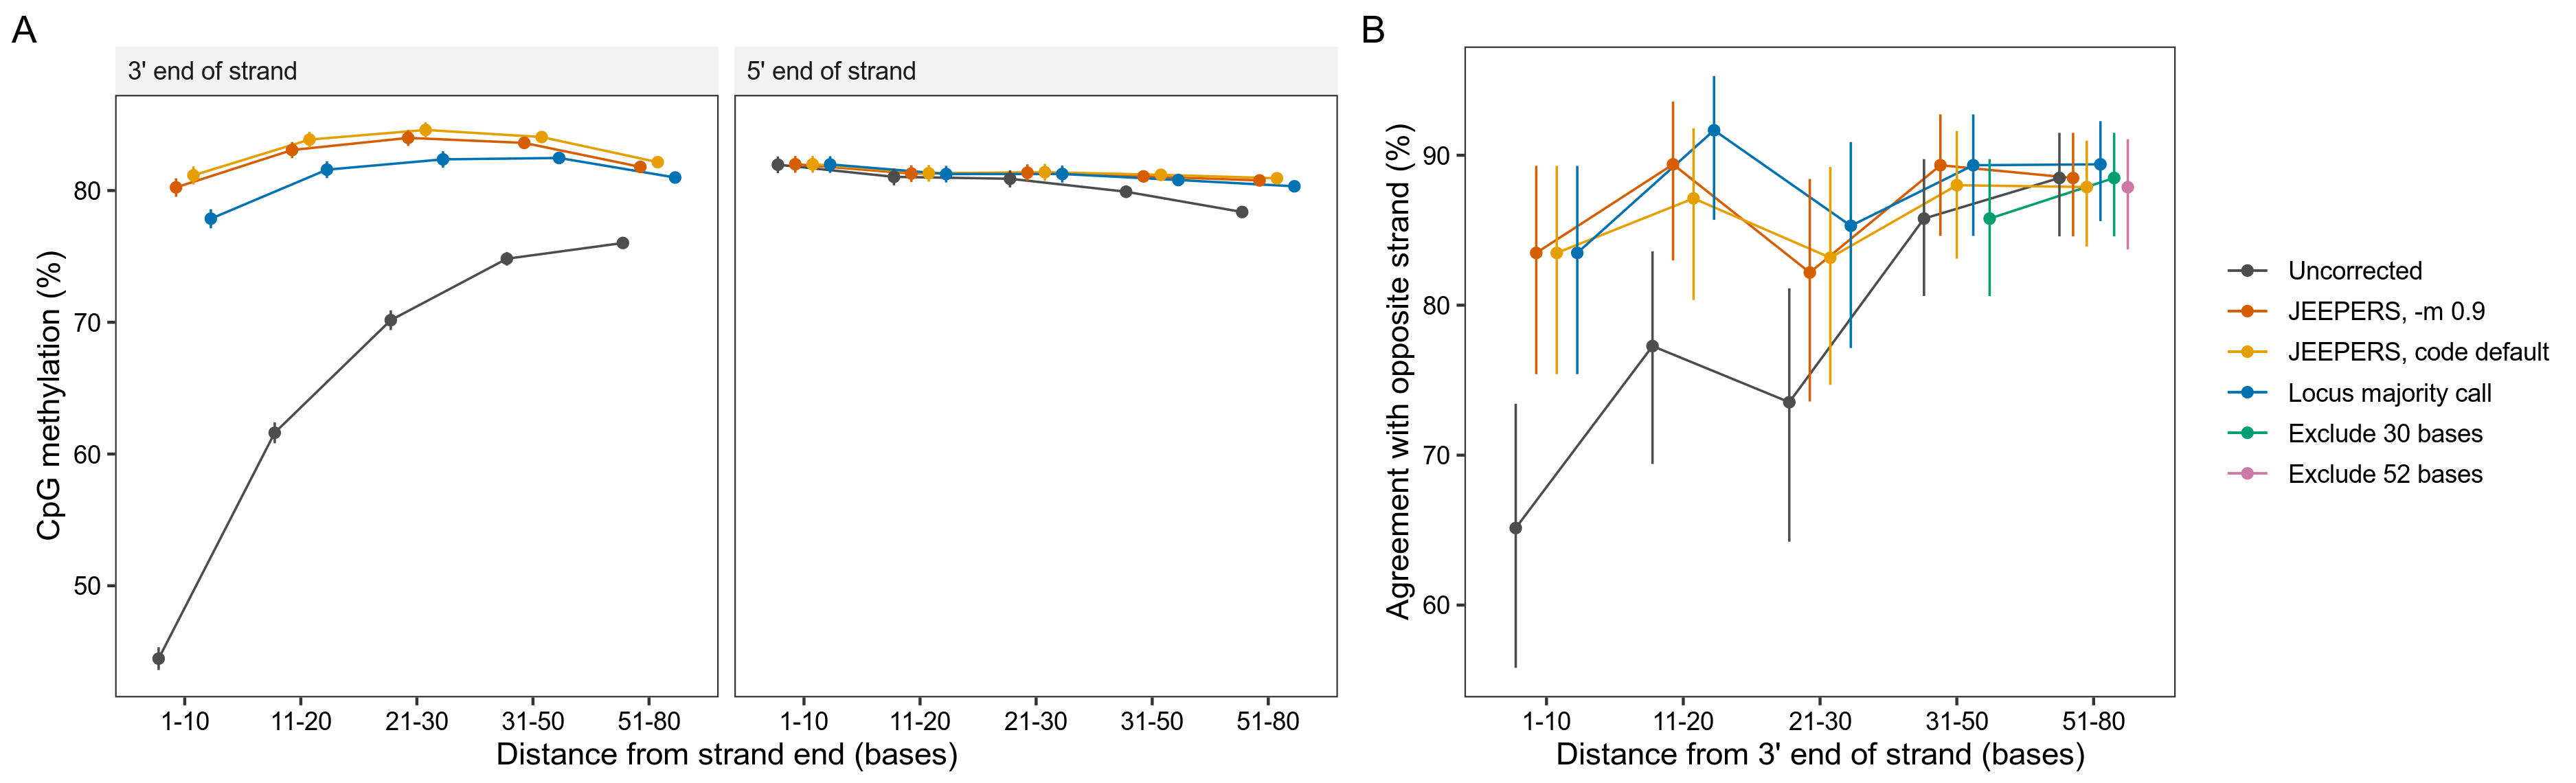 A
3' end of strand
5' end of strand
CpG methylation (%)
80
70
60
50
1-10
11-20
21-30
31-50
51-80
1-10
11-20
21-30
31-50
51-80
Distance from strand end (bases)
B
Agreement with opposite strand (%)
90
80
70
60
1-10
11-20
21-30
31-50
51-80
Distance from 3' end of strand (bases)
Uncorrected
JEEPERS, -m 0.9
JEEPERS, code default
Locus majority call
Exclude 30 bases
Exclude 52 bases